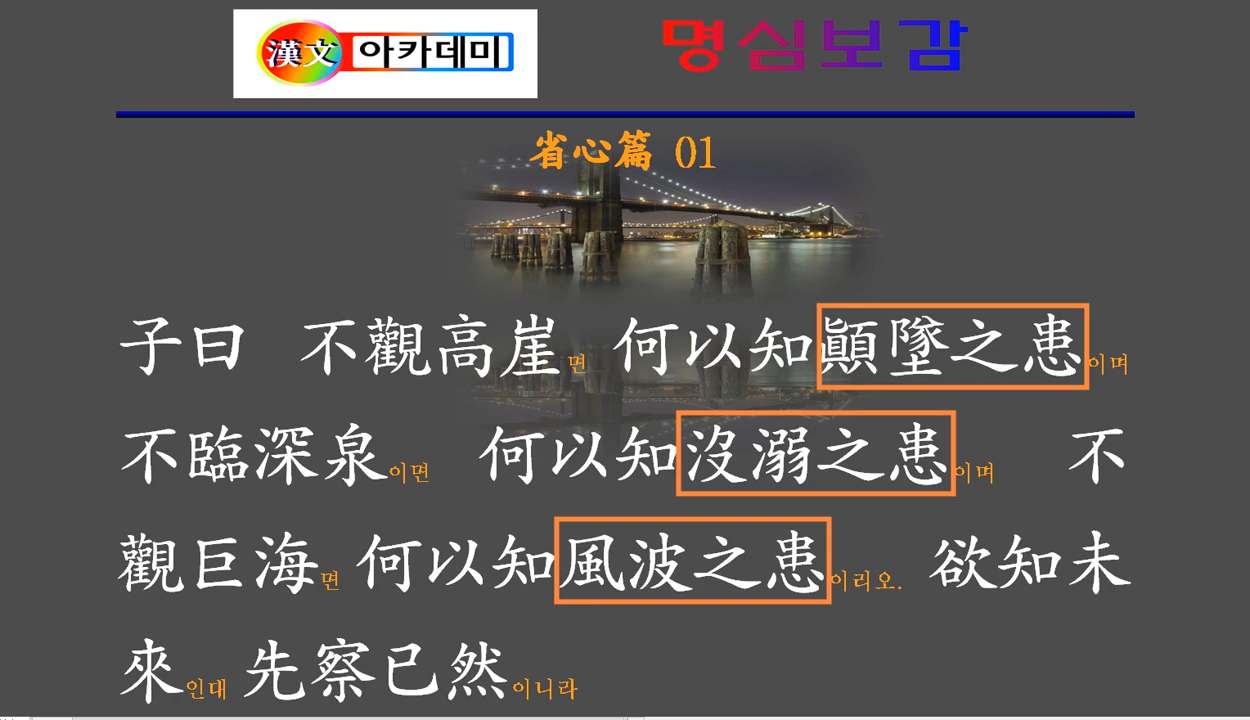 漢文 아카데미
명심보감
省心篇 01
子曰 不觀高崖면 何以知顚墜之患이며
不臨深泉이면 何以知沒溺之患이며 不
觀巨海면 何以知風波之患이리오. 欲知未
來인대 先察已然이니라